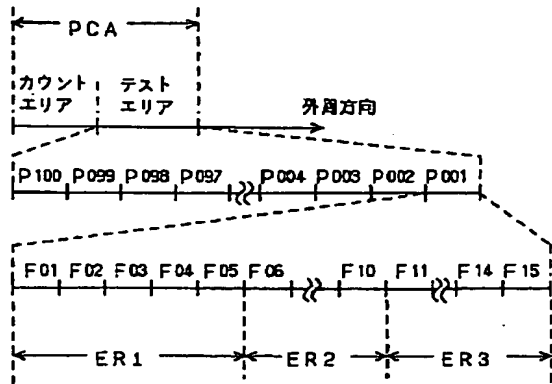 PCA
カウント
エリア
テスト
エリア
外周方向
P100 P099 P098 P097 P004 P003 P002 P001
F01 F02 F03 F04 F05 F06 F10 F11 F14 F15
ER1 ER2 ER3